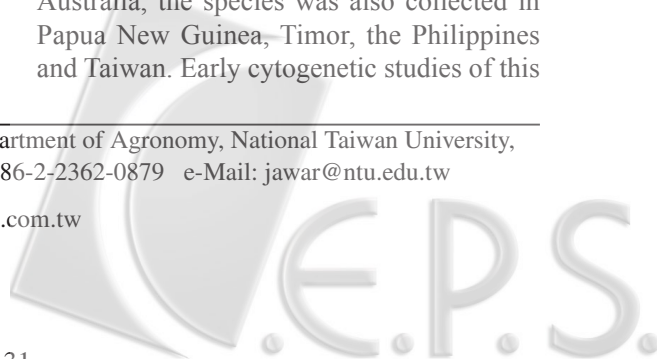 Australia, the species was also collected in
Papua New Guinea, Timor, the Philippines
and Taiwan. Early cytogenetic studies of this
artment of Agronomy, National Taiwan University,
86-2-2362-0879 e-Mail: jawar@ntu.edu.tw
.com.tw
C.E.P.S.
31